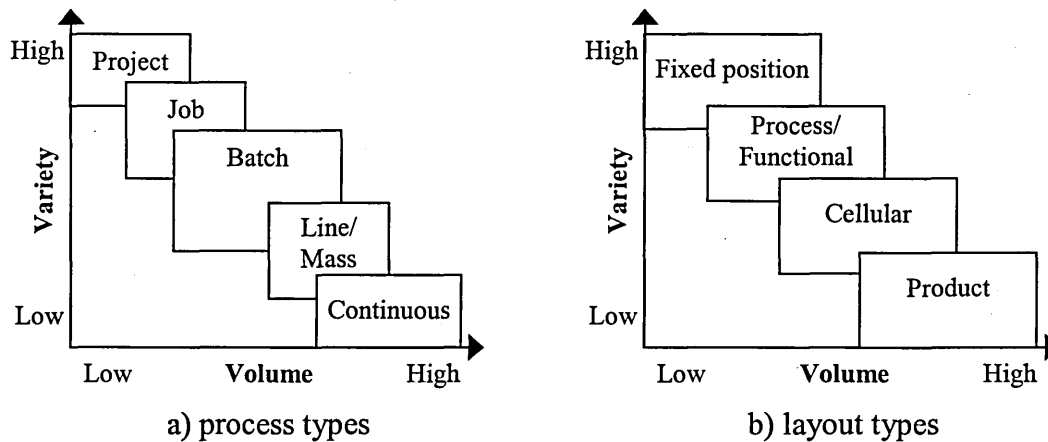 High
Project
Job
Batch
Line/
Mass
Continuous
Variety
Low
Low
Volume
High
a) process types
High
Fixed position
Process/
Functional
Cellular
Product
Variety
Low
Low
Volume
High
b) layout types